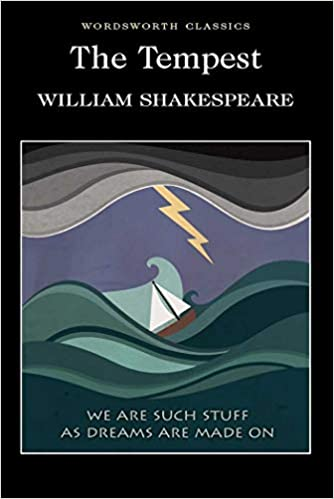 WORDSWORTH CLASSICS
The Tempest
WILLIAM SHAKESPEARE
WE ARE SUCH STUFF
AS DREAMS ARE MADE ON